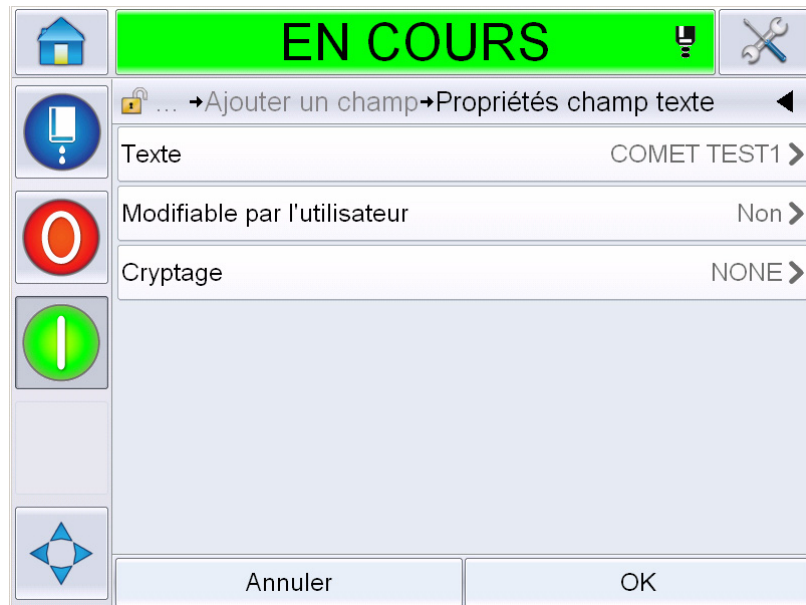 EN COURS
... →Ajouter un champ→Propriétés champ texte
Texte COMET TEST1
Modifiable par l'utilisateur Non
Cryptage NONE
Annuler OK